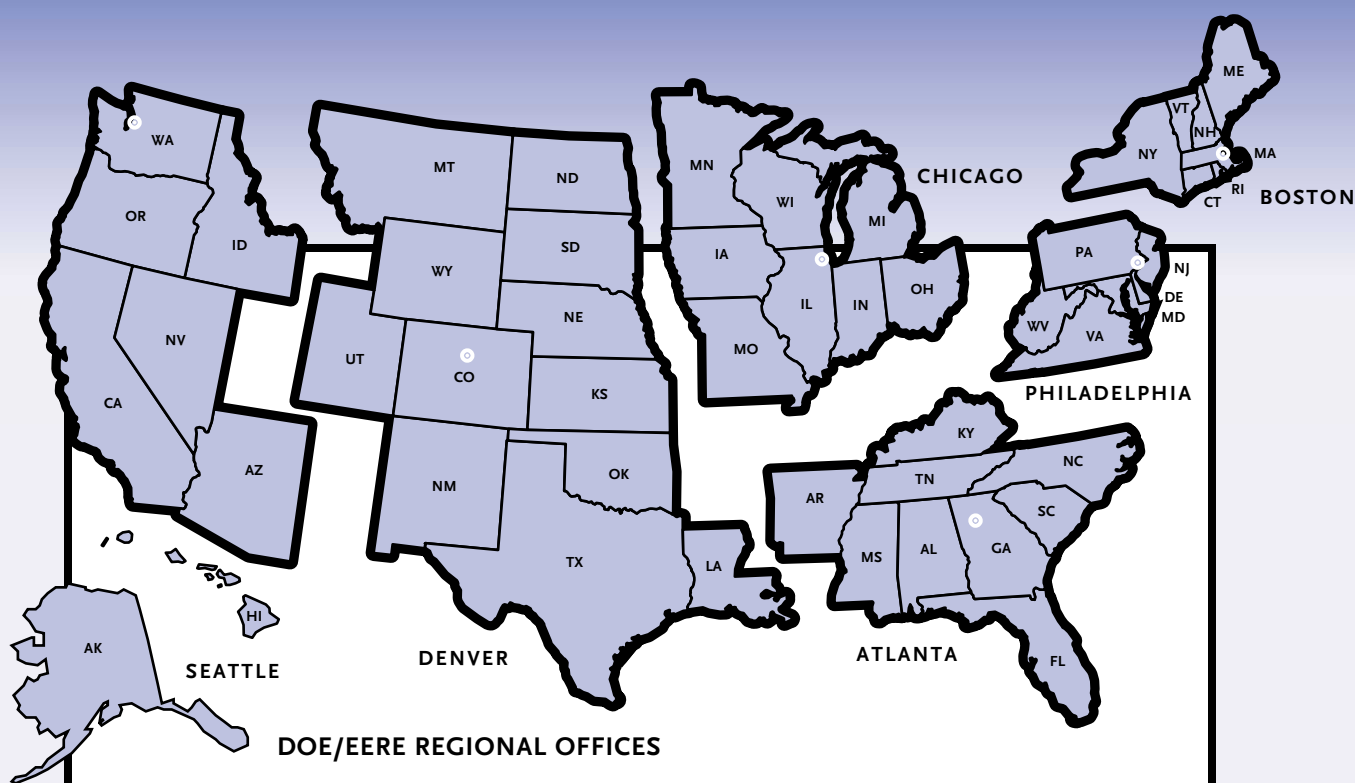 WA
OR
ID
NV
CA
AZ
HI
AK
SEATTLE
MT
ND
SD
WY
NE
UT
CO
KS
NM
OK
TX
LA
DENVER
MN
WI
MI
IA
IL
IN
OH
MO
CHICAGO
ME
VT
NH
NY
MA
RI
CT
BOSTON
PA
NJ
DE
MD
WV
VA
PHILADELPHIA
KY
NC
TN
AR
SC
MS
AL
GA
FL
ATLANTA
DOE/EERE REGIONAL OFFICES